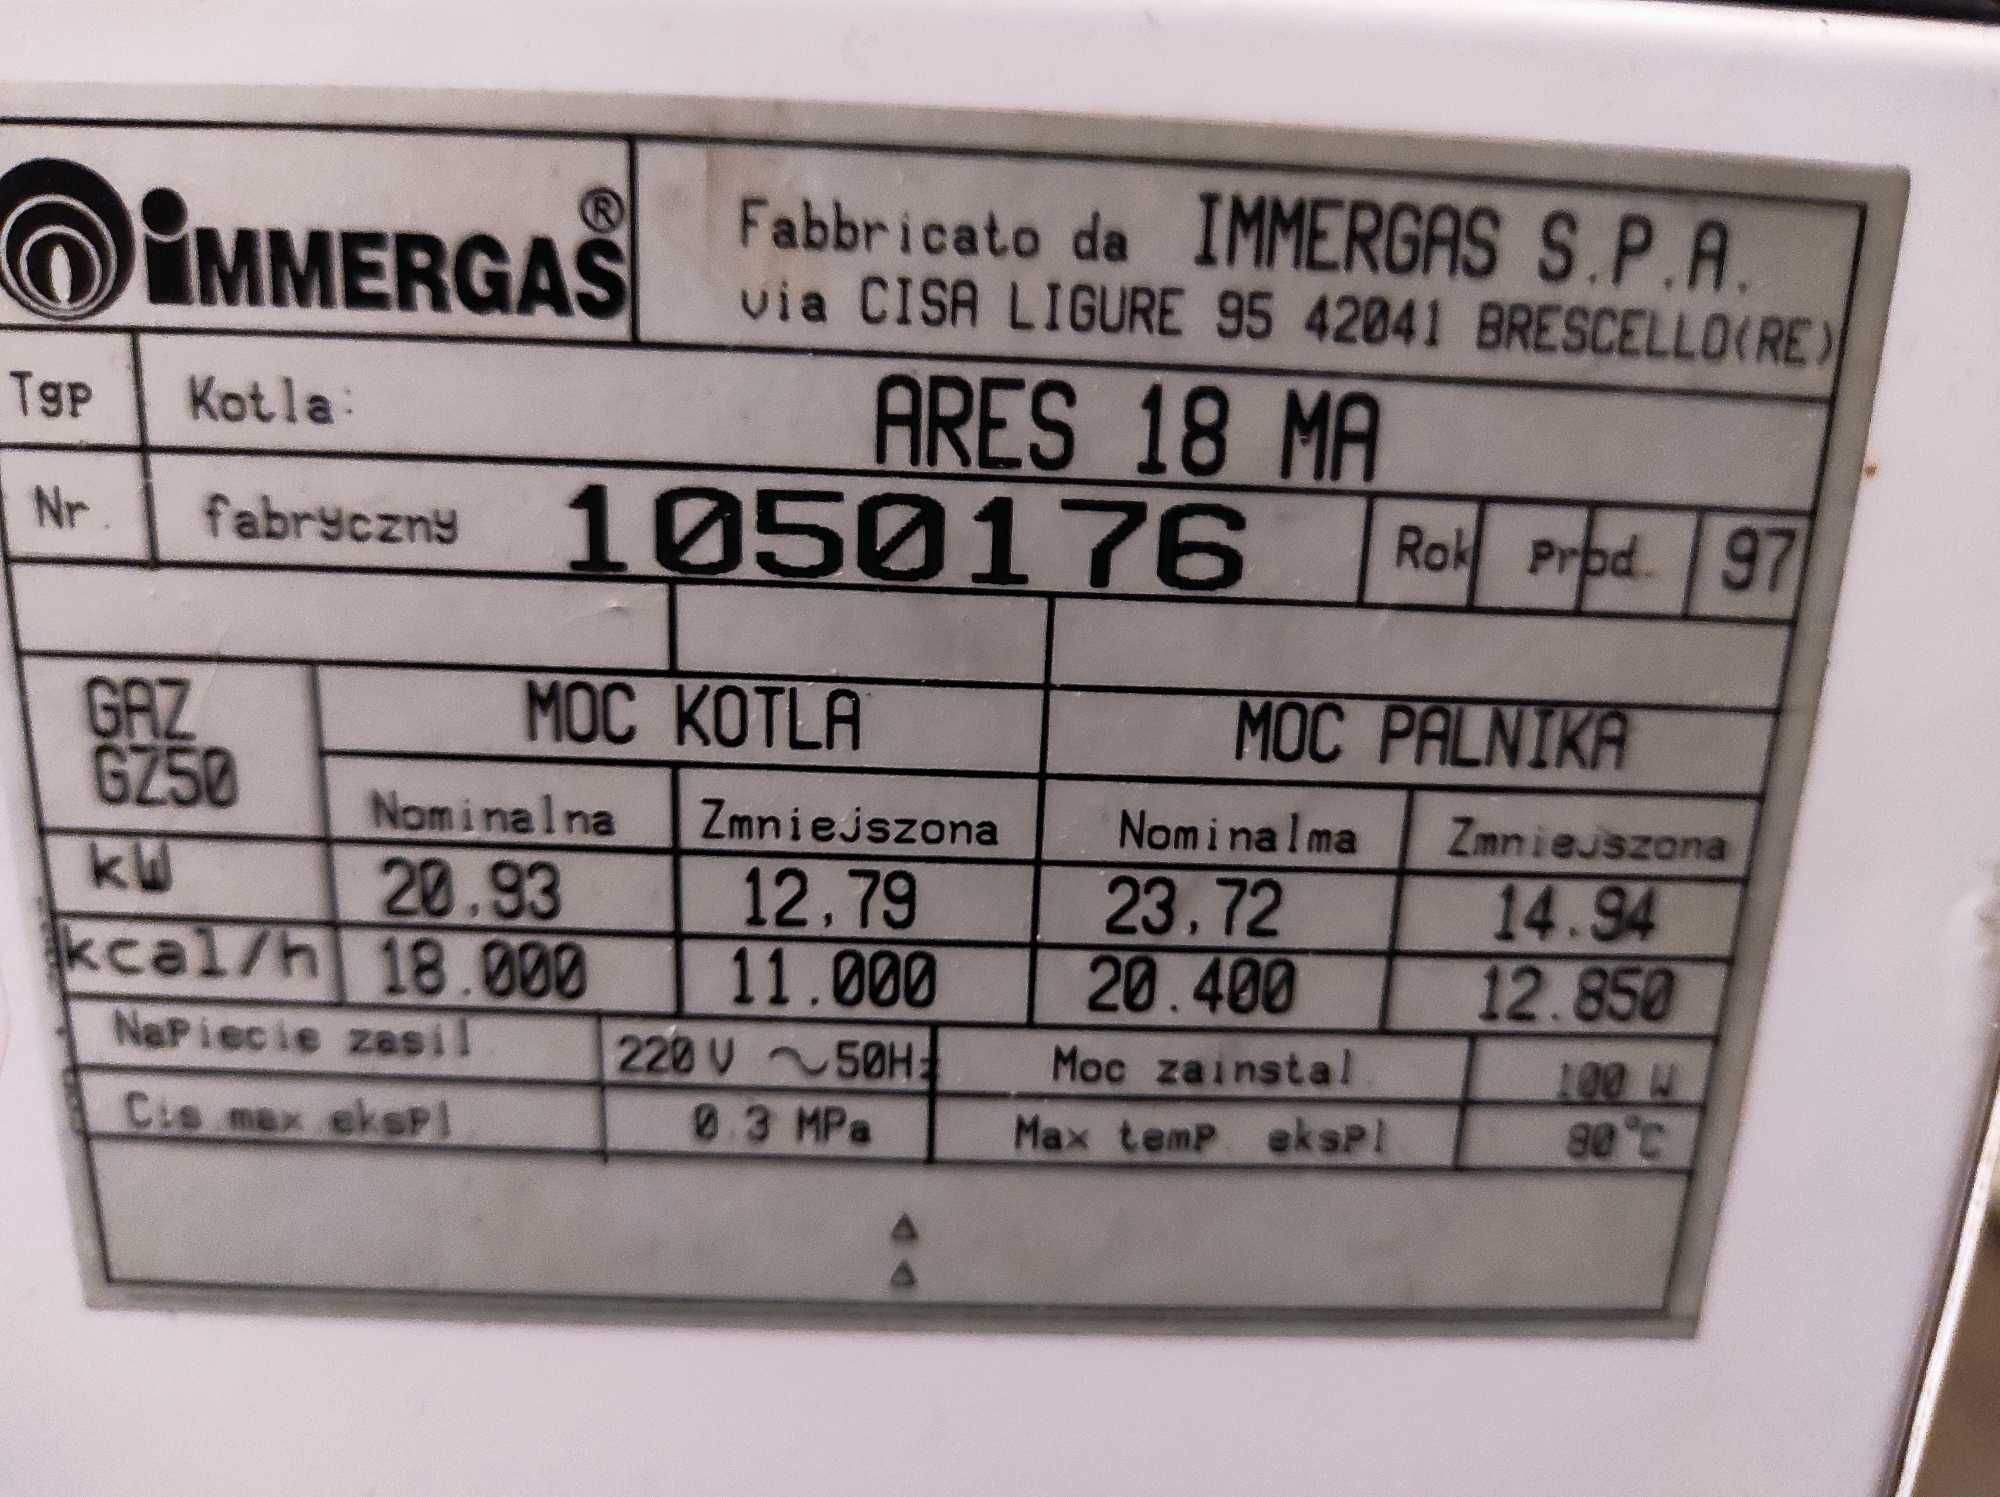 IMMERGAS®
Fabbricato da IMMERGAS S.P.A.
via CISA LIGURE 95 42041 BRESCELLO(RE)
Typ Kotla: ARES 18 MA
Nr. fabryczny 1050176 Rok Prod. 97
GAZ GZ50 MOC KOTLA MOC PALNIKA
Nominalna Zmniejszona Nominalma Zmniejszona
kW 20.93 12,79 23,72 14.94
kcal/h 18.000 11.000 20.400 12.850
NaPiecie zasil 220 V ~50Hz Moc zainstal. 100 W
Cis max eksPl 0.3 MPa Max temP. eksPl 90°C